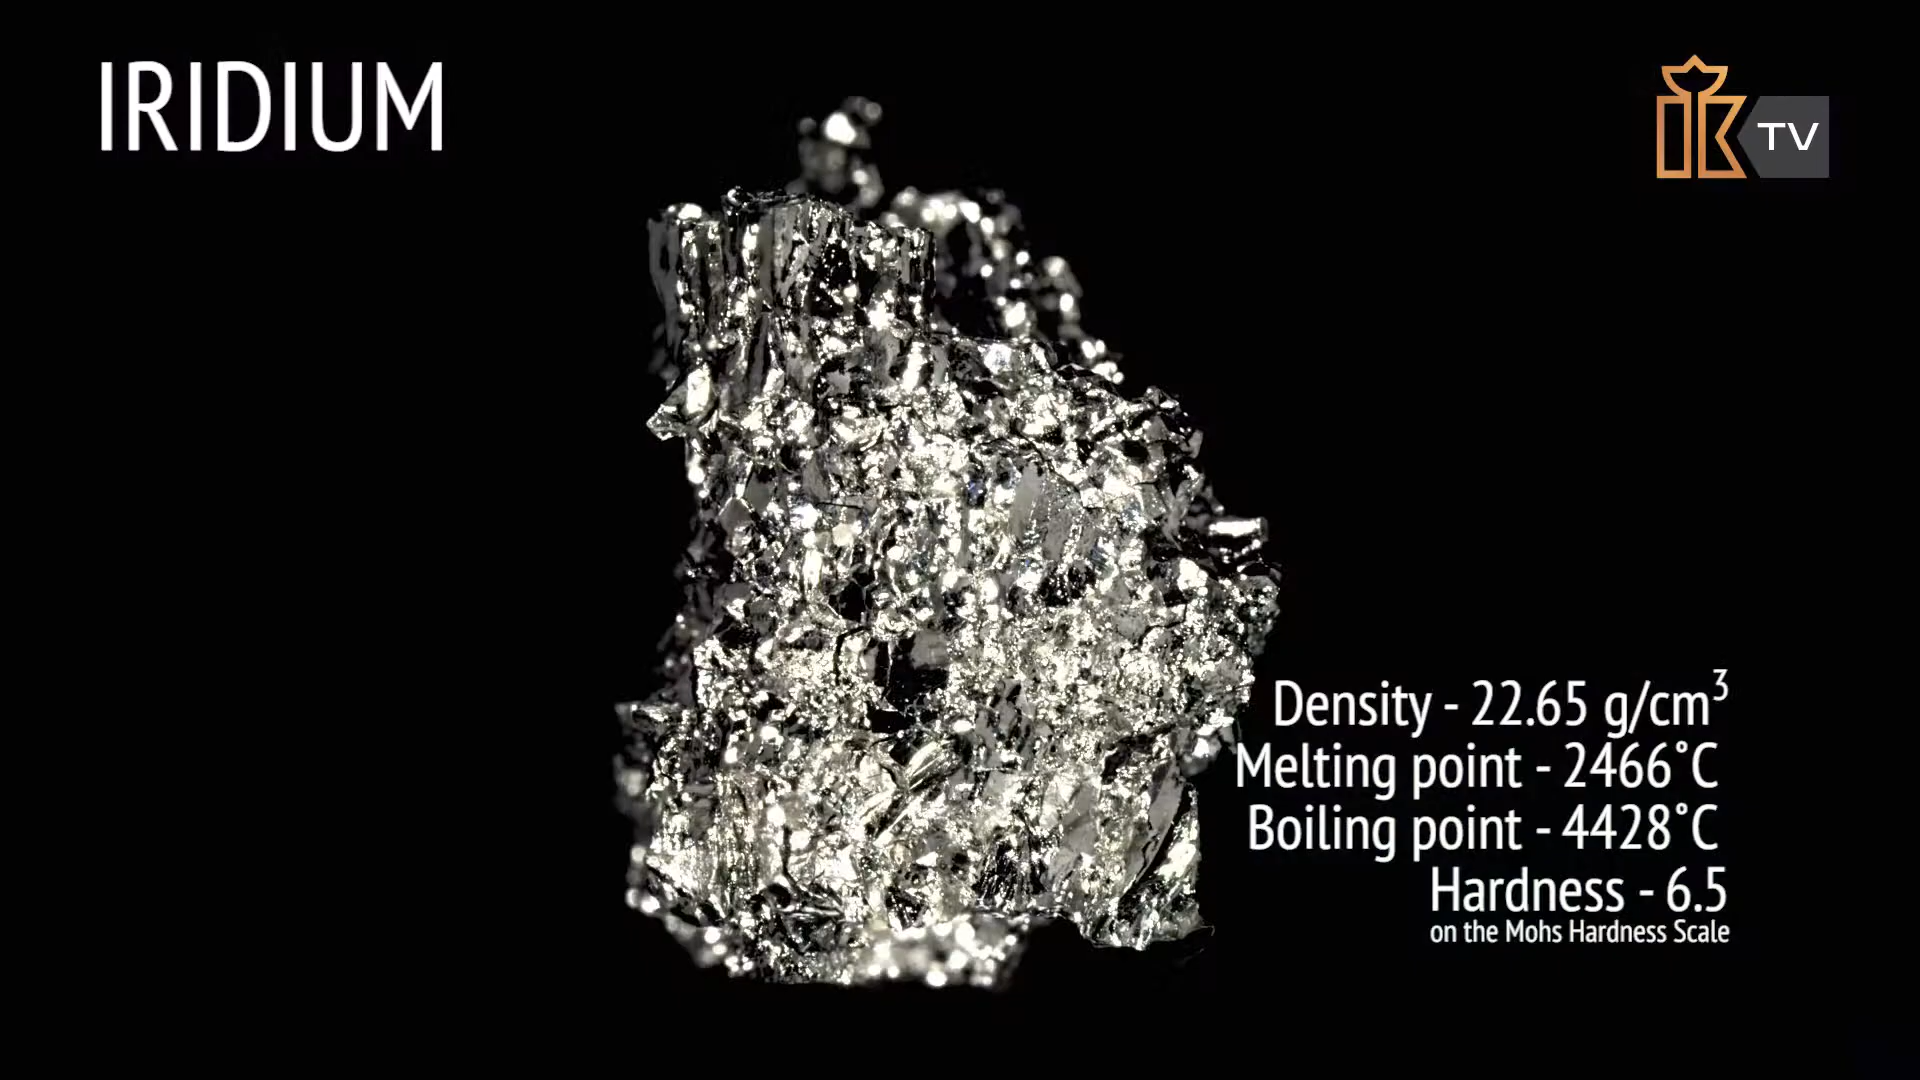 IRIDIUM
TV
Density - 22.65 g/cm³
Melting point - 2466°C
Boiling point - 4428°C
Hardness - 6.5
on the Mohs Hardness Scale